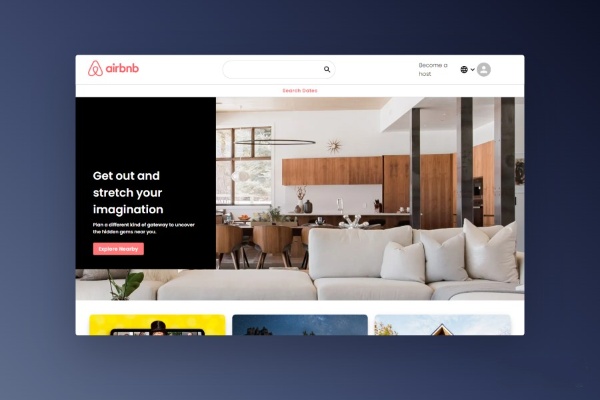 airbnb
Become a
host
Search Dates
Get out and
stretch your
imagination
Plan a different kind of gateway to uncover
the hidden gems near you.
Explore Nearby